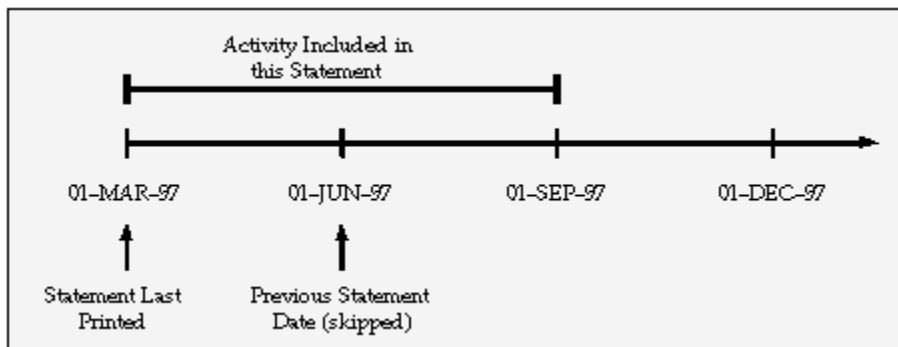 Activity Included in
this Statement
01–MAR–97
01–JUN–97
01–SEP–97
01–DEC–97
Statement Last
Printed
Previous Statement
Date (skipped)